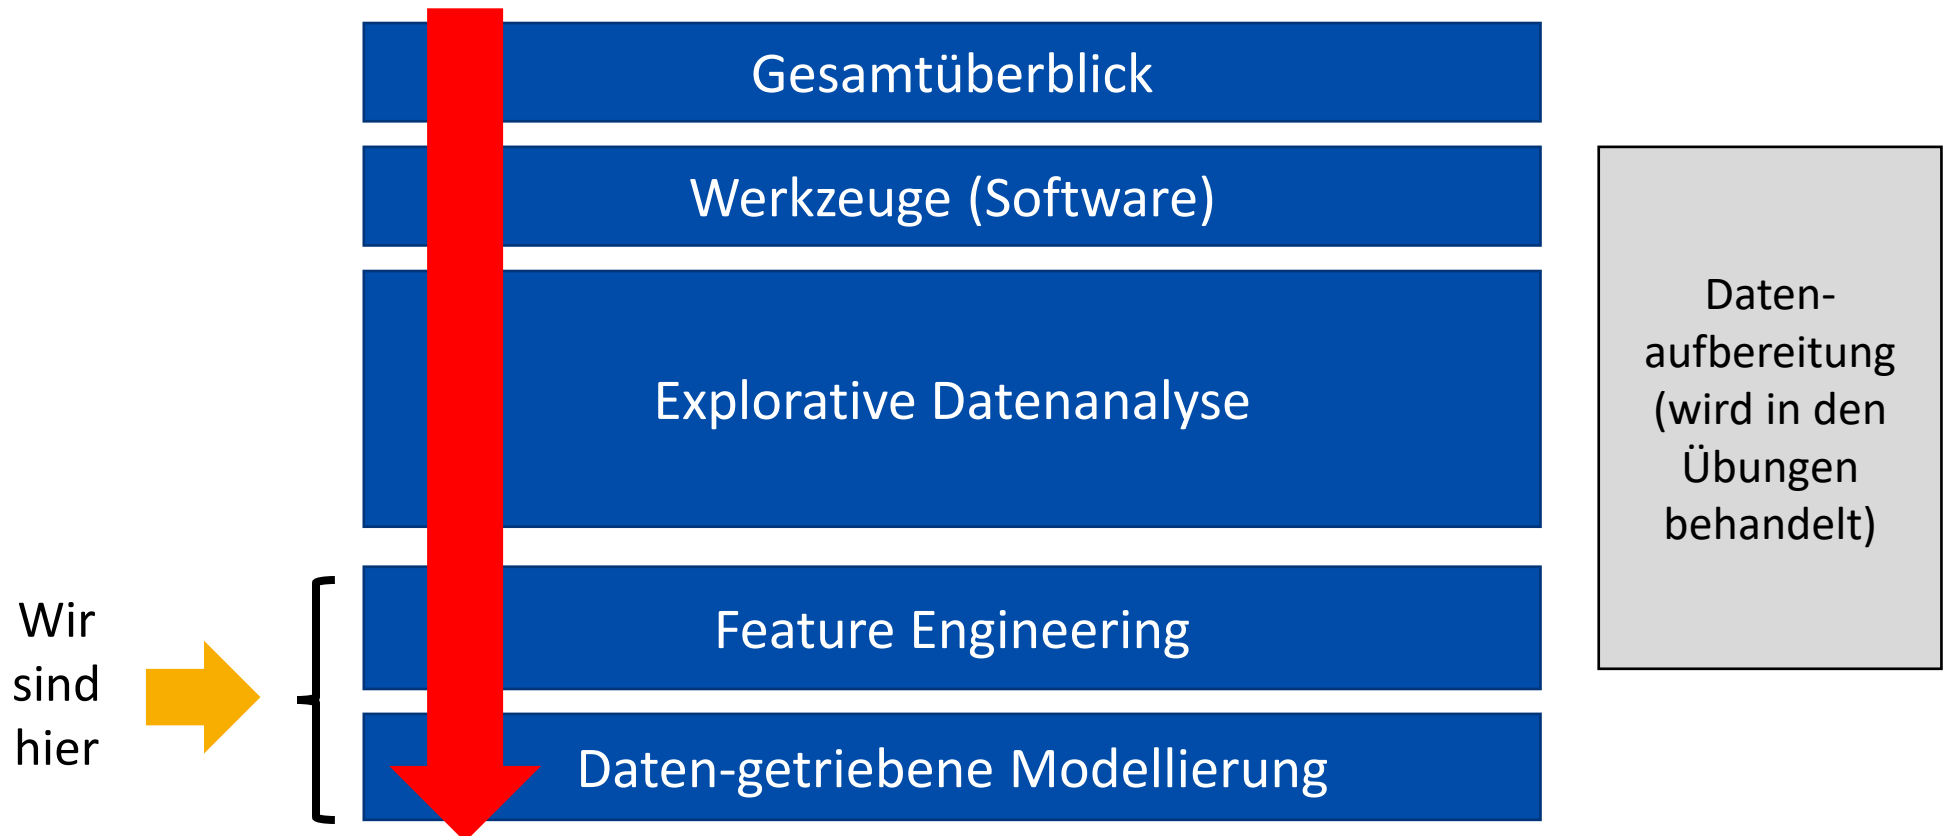 Gesamtüberblick
Werkzeuge (Software)
Explorative Datenanalyse
Feature Engineering
Daten-getriebene Modellierung
Daten-
aufbereitung
(wird in den
Übungen
behandelt)
Wir
sind
hier